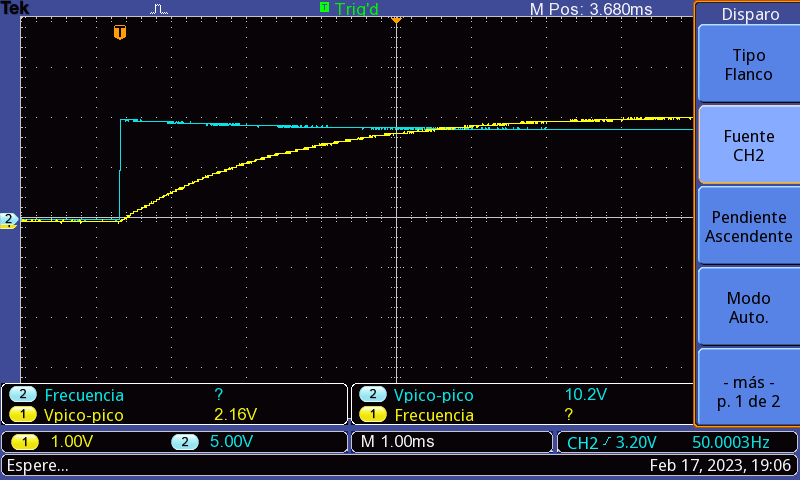 Tek T Trig'd M Pos: 3.680ms Disparo
T
Tipo
Flanco
Fuente
CH2
2
Pendiente
Ascendente
Modo
Auto.
2 Frecuencia ? 2 Vpico-pico 10.2V
1 Vpico-pico 2.16V 1 Frecuencia ?
- más -
p. 1 de 2
1 1.00V 2 5.00V M 1.00ms CH2 3.20V 50.0003Hz
Espere... Feb 17, 2023, 19:06